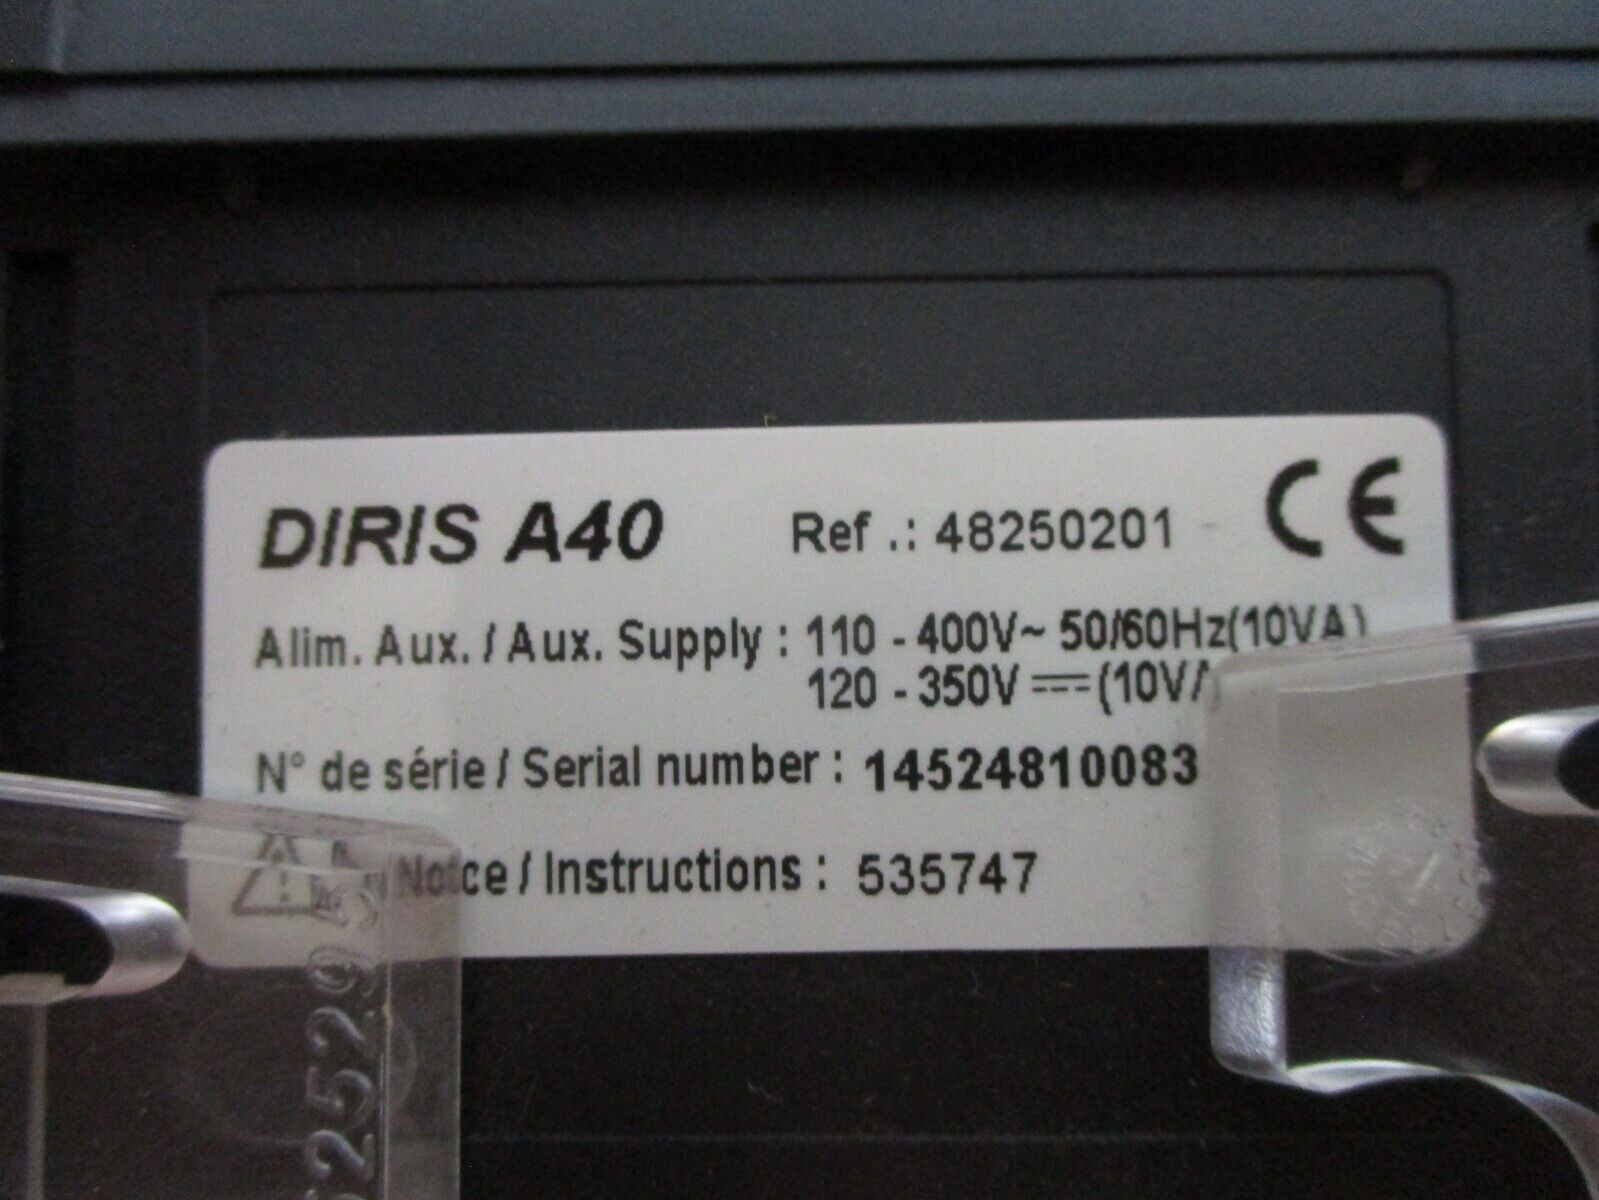 DIRIS A40 Ref .: 48250201 CE
Alim. Aux. / Aux. Supply : 110 - 400V~ 50/60Hz(10VA)
120 - 350V ⎓ (10VA
N° de série / Serial number : 14524810083
Notice / Instructions : 535747